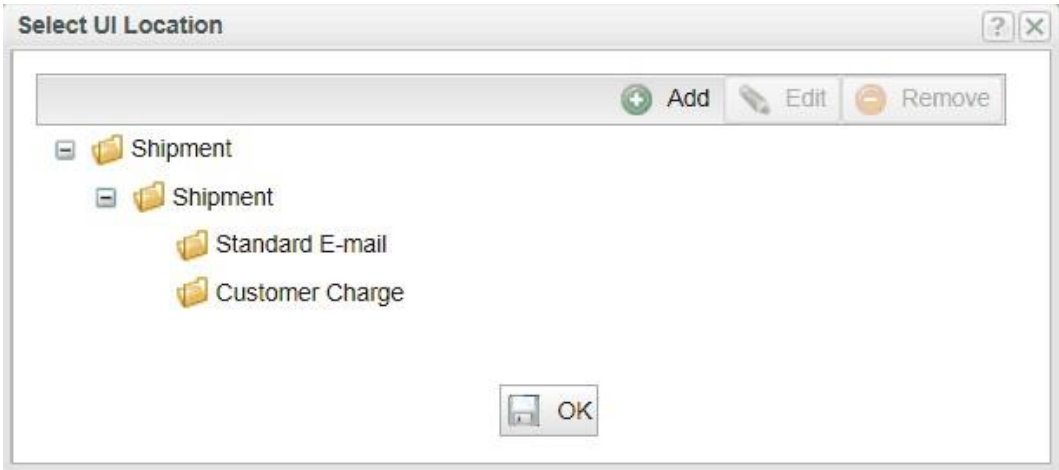 Select UI Location ?
Add Edit Remove
Shipment
Shipment
Standard E-mail
Customer Charge
OK